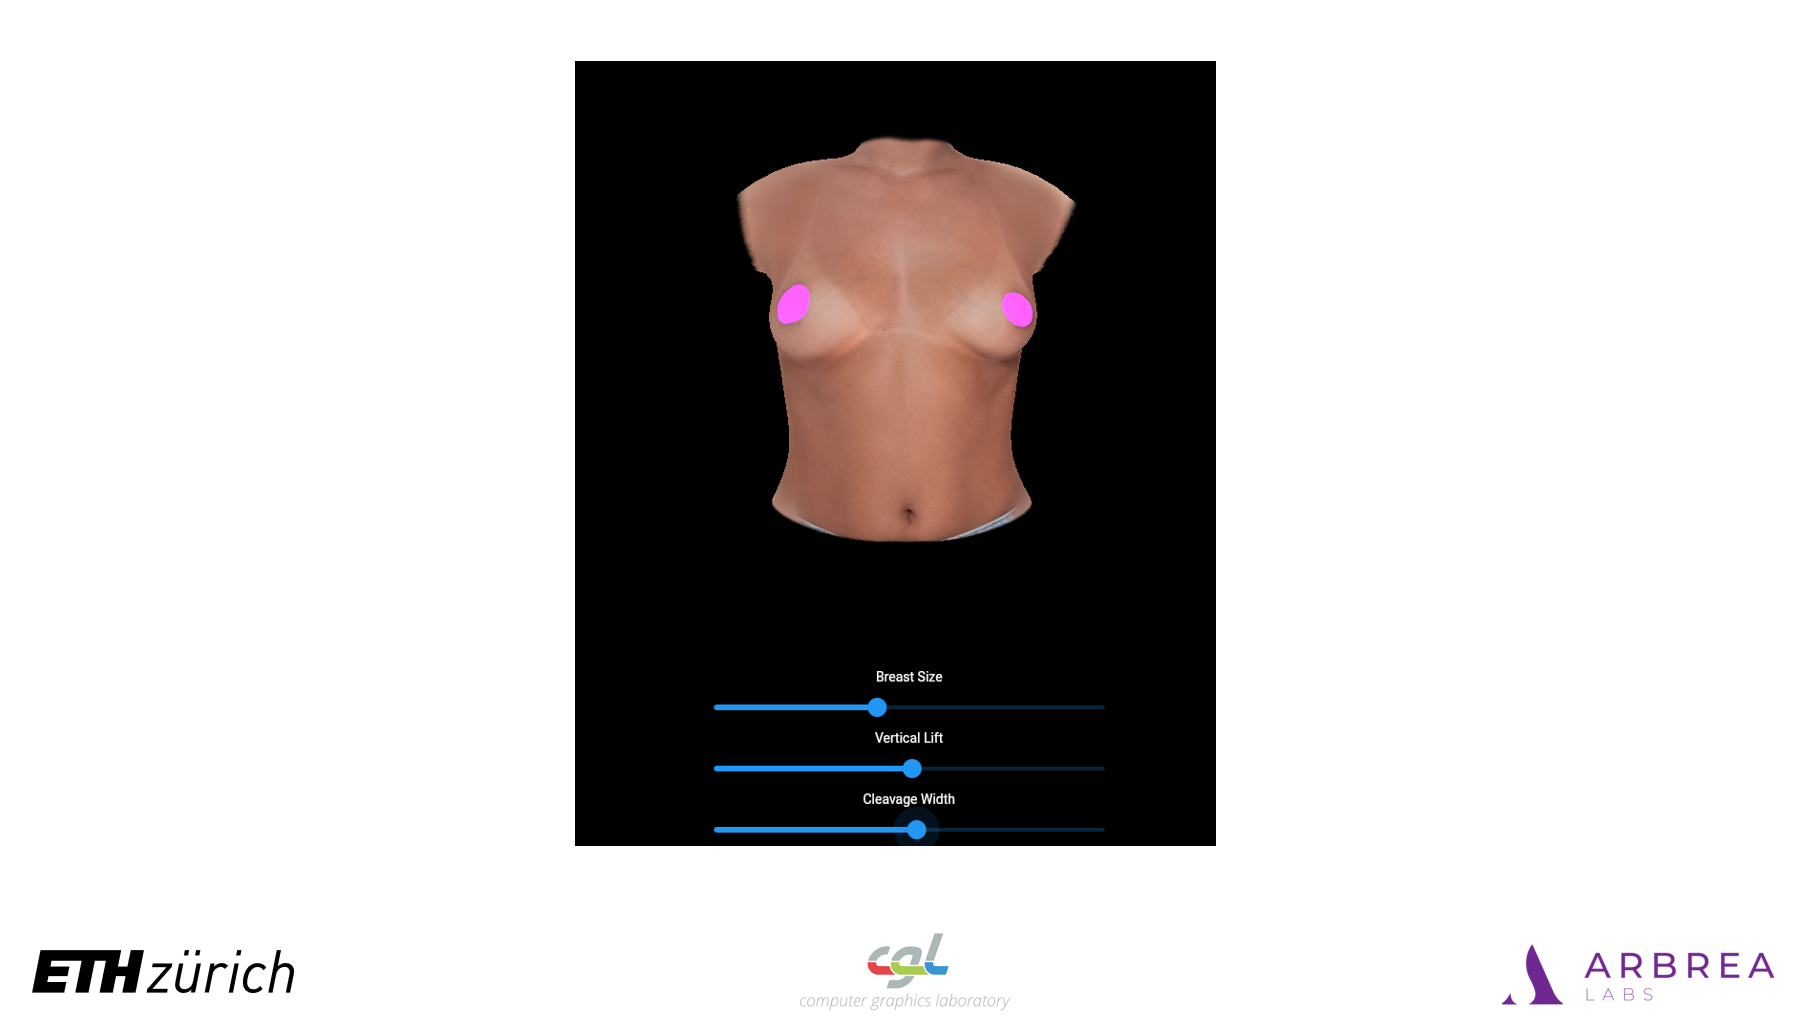 Breast Size
Vertical Lift
Cleavage Width
ETH zürich
cgl
computer graphics laboratory
ARBREA
LABS